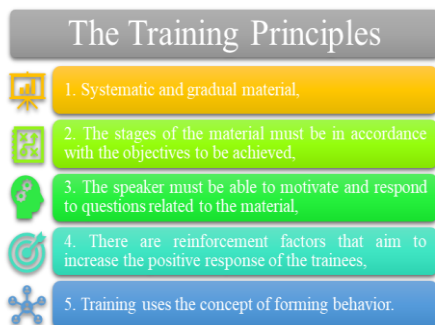 The Training Principles
1. Systematic and gradual material,
2. The stages of the material must be in accordance
with the objectives to be achieved,
3. The speaker must be able to motivate and respond
to questions related to the material,
4. There are reinforcement factors that aim to
increase the positive response of the trainees,
5. Training uses the concept of forming behavior.